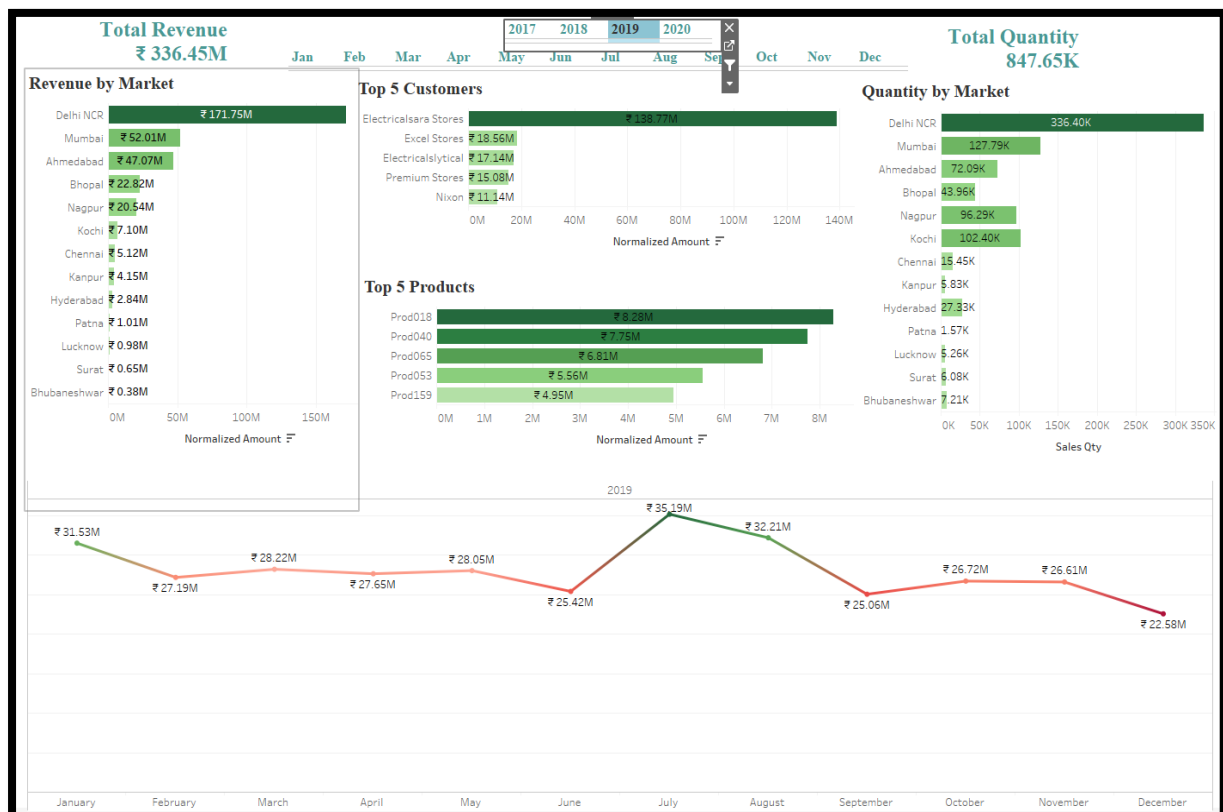 Total Revenue
₹ 336.45M
2017 2018 2019 2020
Jan Feb Mar Apr May Jun Jul Aug Sep Oct Nov Dec
Total Quantity
847.65K
Revenue by Market
Delhi NCR ₹ 171.75M
Mumbai ₹ 52.01M
Ahmedabad ₹ 47.07M
Bhopal ₹ 22.82M
Nagpur ₹ 20.54M
Kochi ₹ 7.10M
Chennai ₹ 5.12M
Kanpur ₹ 4.15M
Hyderabad ₹ 2.84M
Patna ₹ 1.01M
Lucknow ₹ 0.98M
Surat ₹ 0.65M
Bhubaneshwar ₹ 0.38M
0M 50M 100M 150M
Normalized Amount
Top 5 Customers
Electricalsara Stores ₹ 138.77M
Excel Stores ₹ 18.56M
Electricalslytical ₹ 17.14M
Premium Stores ₹ 15.08M
Nixon ₹ 11.14M
0M 20M 40M 60M 80M 100M 120M 140M
Normalized Amount
Top 5 Products
Prod018 ₹ 8.28M
Prod040 ₹ 7.75M
Prod065 ₹ 6.81M
Prod053 ₹ 5.56M
Prod159 ₹ 4.95M
0M 1M 2M 3M 4M 5M 6M 7M 8M
Normalized Amount
Quantity by Market
Delhi NCR 336.40K
Mumbai 127.79K
Ahmedabad 72.09K
Bhopal 43.96K
Nagpur 96.29K
Kochi 102.40K
Chennai 15.45K
Kanpur 5.83K
Hyderabad 27.33K
Patna 1.57K
Lucknow 5.26K
Surat 6.08K
Bhubaneshwar 7.21K
0K 50K 100K 150K 200K 250K 300K 350K
Sales Qty
2019
₹ 31.53M ₹ 27.19M ₹ 28.22M ₹ 27.65M ₹ 28.05M ₹ 25.42M ₹ 35.19M ₹ 32.21M ₹ 25.06M ₹ 26.72M ₹ 26.61M ₹ 22.58M
January February March April May June July August September October November December